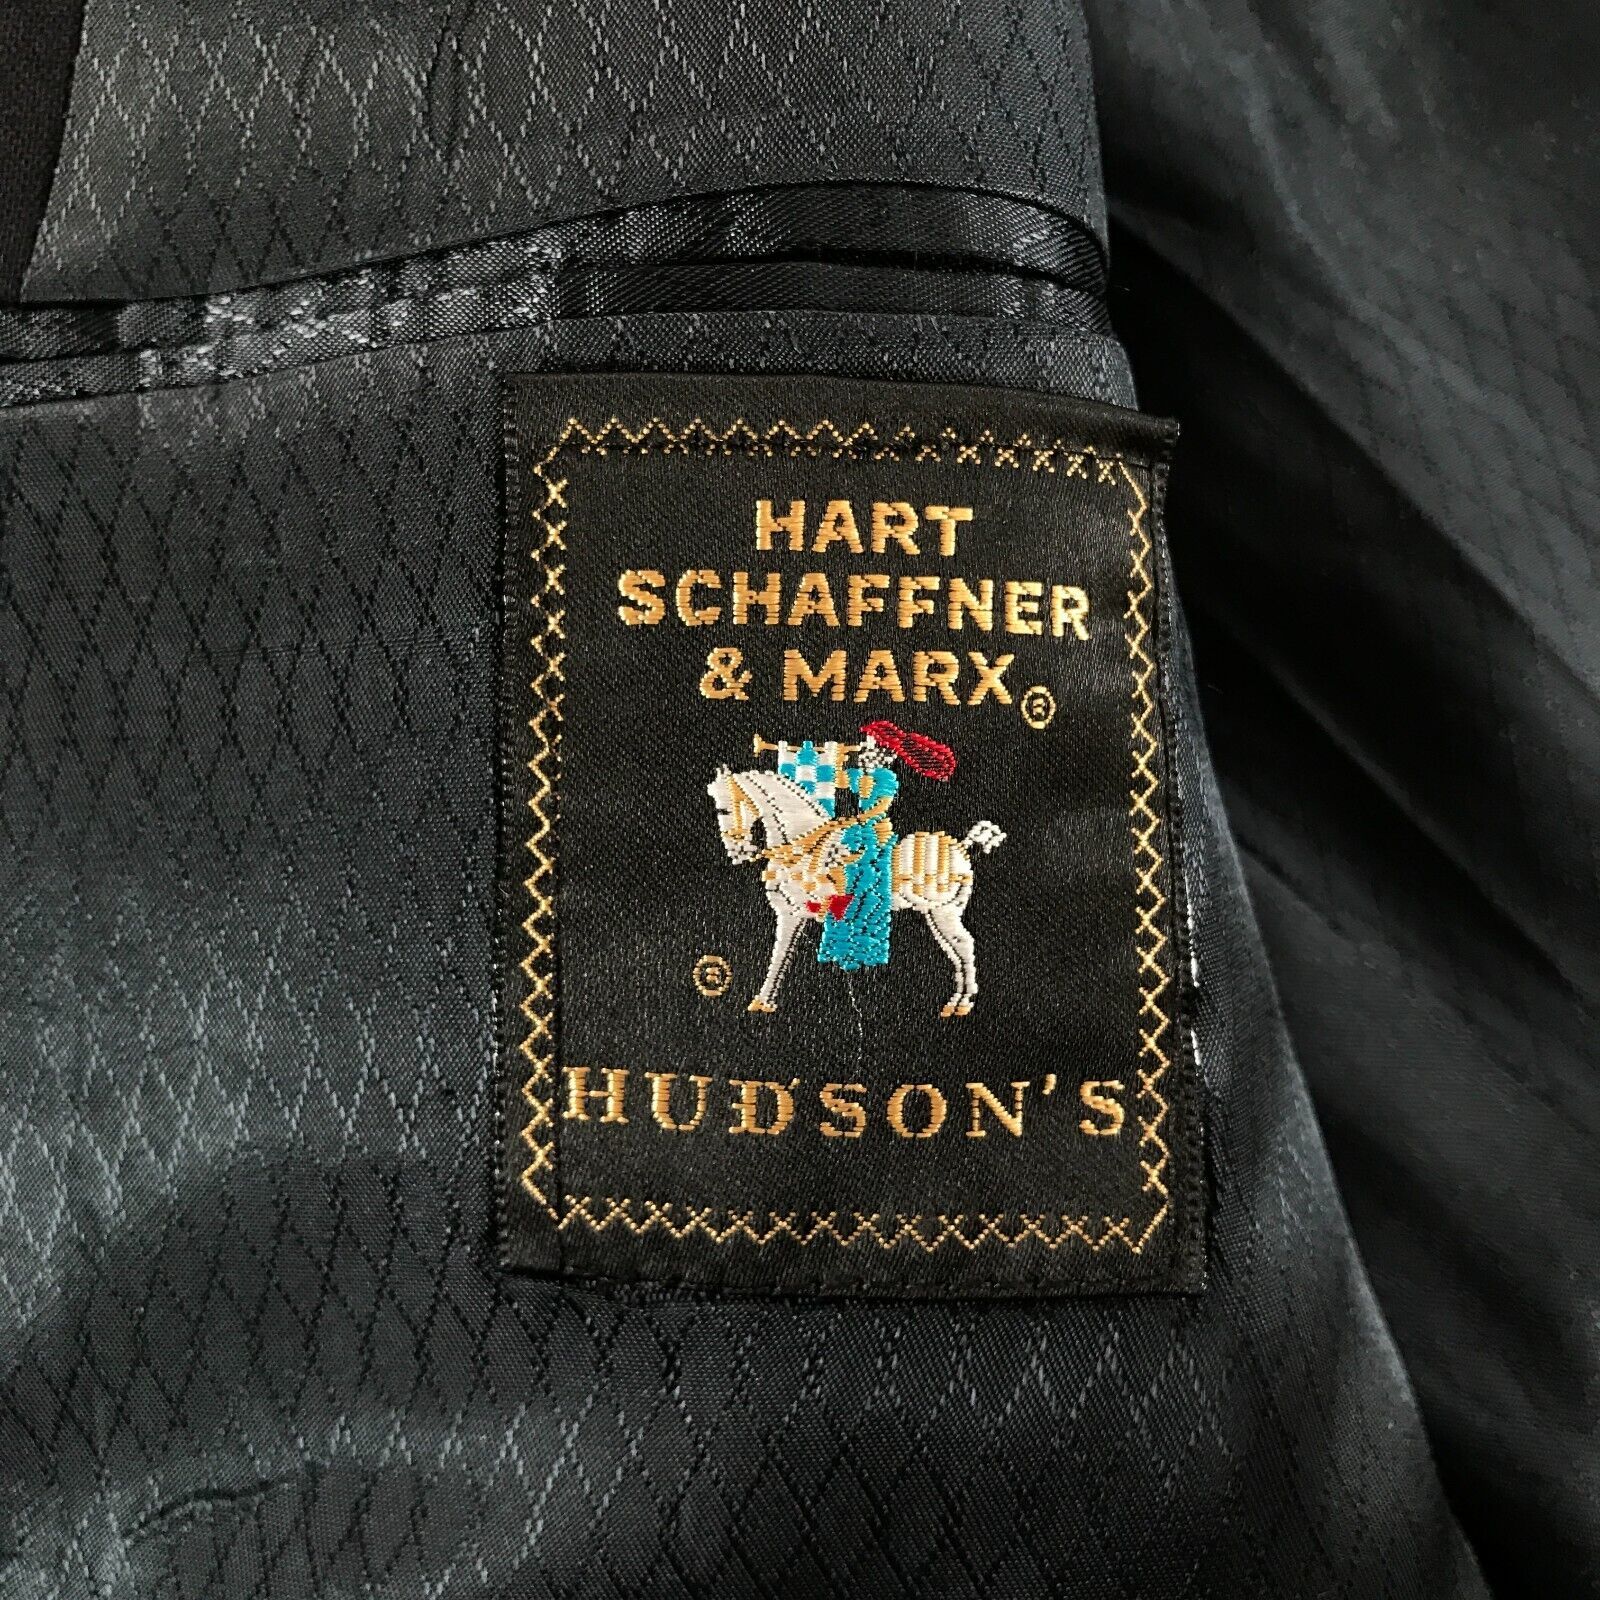 HART
SCHAFFNER
& MARX®
®
HUDSON'S